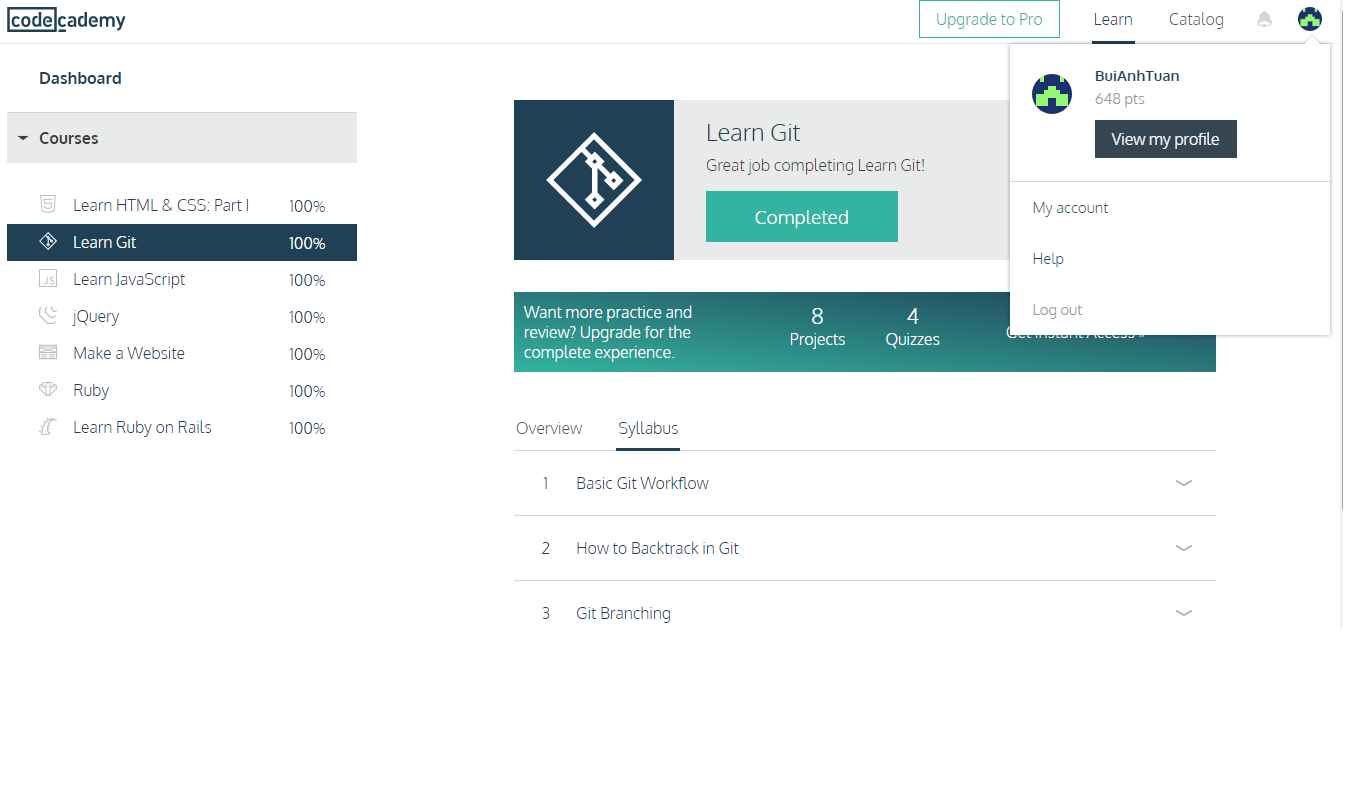 codecademy
Upgrade to Pro
Learn
Catalog
BuiAnhTuan
648 pts
View my profile
My account
Help
Log out
Dashboard
Courses
Learn HTML & CSS: Part I 100%
Learn Git 100%
JS Learn JavaScript 100%
jQuery 100%
Make a Website 100%
Ruby 100%
Learn Ruby on Rails 100%
Learn Git
Great job completing Learn Git!
Completed
Want more practice and
review? Upgrade for the
complete experience.
8
Projects
4
Quizzes
Get Instant Access »
Overview
Syllabus
1 Basic Git Workflow
2 How to Backtrack in Git
3 Git Branching